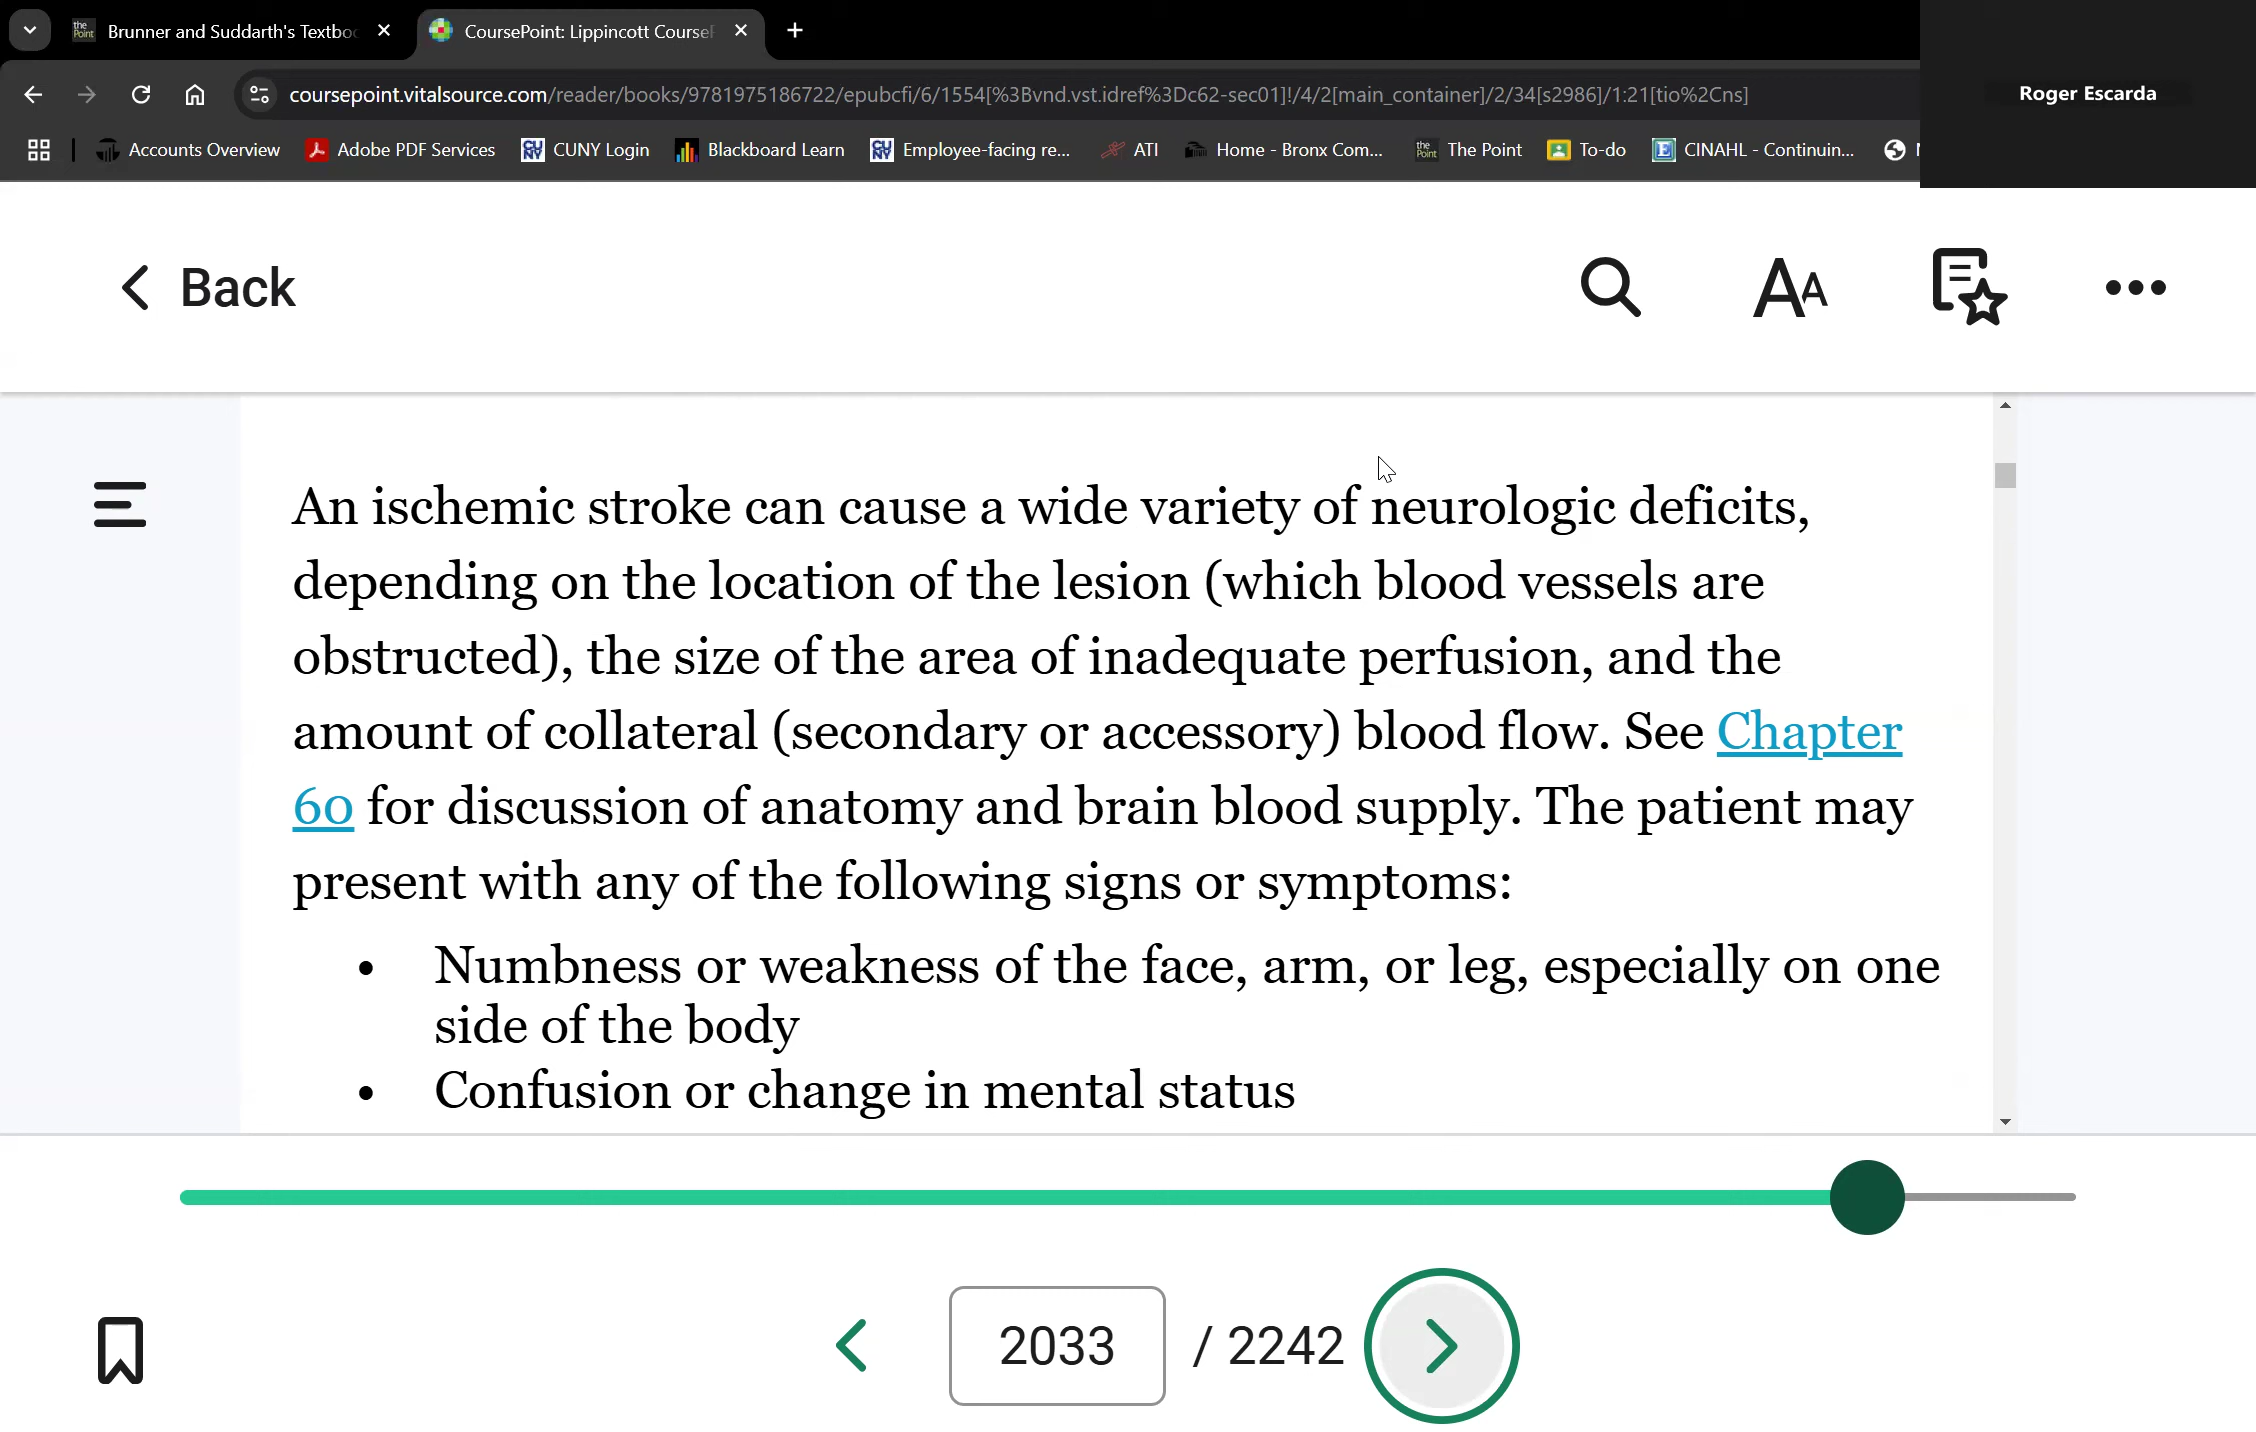 Brunner and Suddarth's Textbo
CoursePoint: Lippincott Course
coursepoint.vitalsource.com/reader/books/9781975186722/epubcfi/6/1554[%3Bvnd.vst.idref%3Dc62-sec01]!/4/2[main_container]/2/34[s2986]/1:21[tio%2Cns]
Roger Escarda
Accounts Overview
Adobe PDF Services
CUNY Login
Blackboard Learn
Employee-facing re...
ATI
Home - Bronx Com...
The Point
To-do
CINAHL - Continuin...
Back
AA
An ischemic stroke can cause a wide variety of neurologic deficits,
depending on the location of the lesion (which blood vessels are
obstructed), the size of the area of inadequate perfusion, and the
amount of collateral (secondary or accessory) blood flow. See Chapter
60 for discussion of anatomy and brain blood supply. The patient may
present with any of the following signs or symptoms:
• Numbness or weakness of the face, arm, or leg, especially on one
side of the body
• Confusion or change in mental status
2033 / 2242